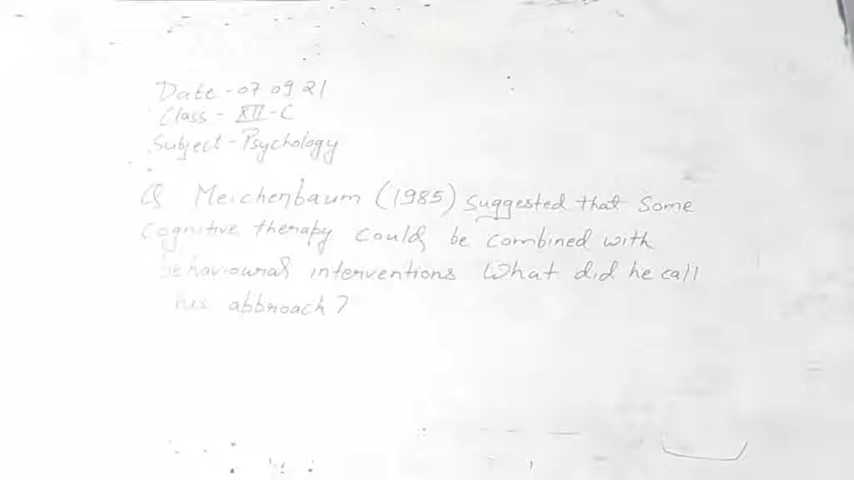 Date - 07 09 21
Class - XII - C
Subject - Psychology
Q Meichenbaum (1985) suggested that some
cognitive therapy could be combined with
behavioural interventions What did he call
his abbroach?